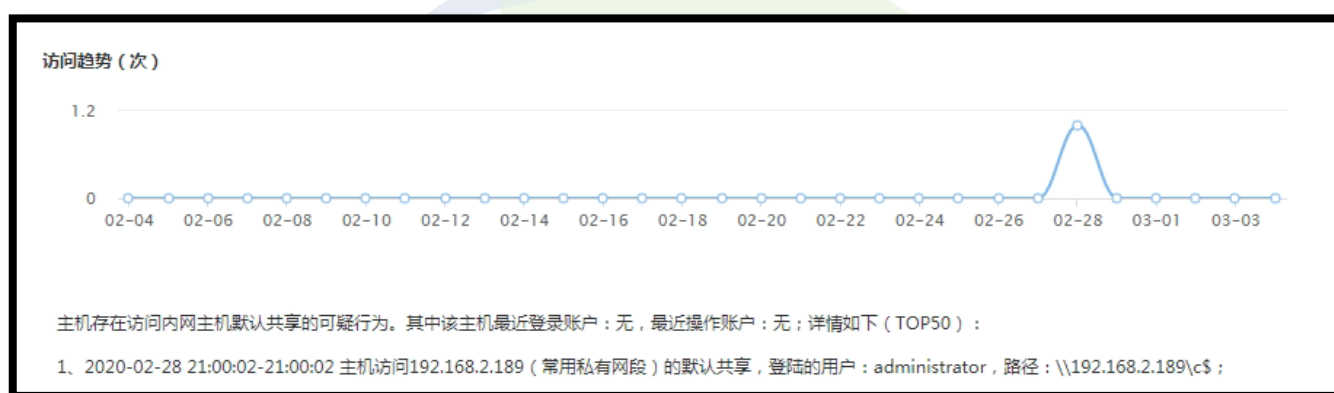 访问趋势（次）
1.2
0
02-04 02-06 02-08 02-10 02-12 02-14 02-16 02-18 02-20 02-22 02-24 02-26 02-28 03-01 03-03
主机存在访问内网主机默认共享的可疑行为。其中该主机最近登录账户：无，最近操作账户：无；详情如下（TOP50）：
1、2020-02-28 21:00:02-21:00:02 主机访问192.168.2.189（常用私有网段）的默认共享，登陆的用户：administrator，路径：\\192.168.2.189\c$；